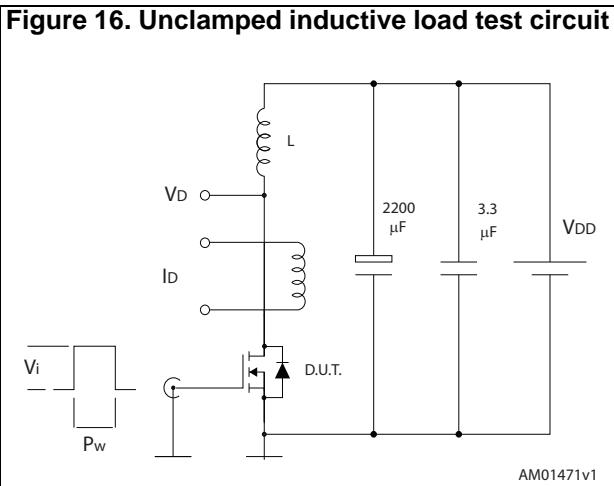 Figure 16. Unclamped inductive load test circuit
L
VD
2200
μF
3.3
μF
VDD
ID
Vi
D.U.T.
Pw
AM01471v1